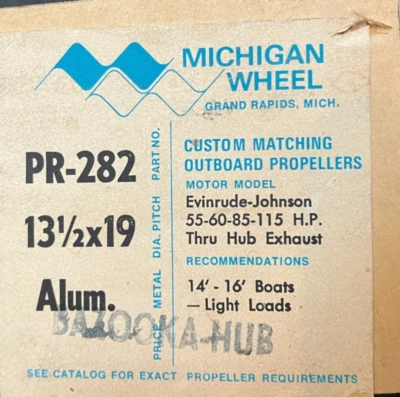 MICHIGAN
WHEEL
GRAND RAPIDS, MICH.
PR-282
PART NO.
13½x19
DIA. PITCH
Alum.
METAL
PRICE
CUSTOM MATCHING
OUTBOARD PROPELLERS
MOTOR MODEL
Evinrude-Johnson
55-60-85-115 H.P.
Thru Hub Exhaust
RECOMMENDATIONS
14' - 16' Boats
— Light Loads
BAZOOKA-HUB
SEE CATALOG FOR EXACT PROPELLER REQUIREMENTS